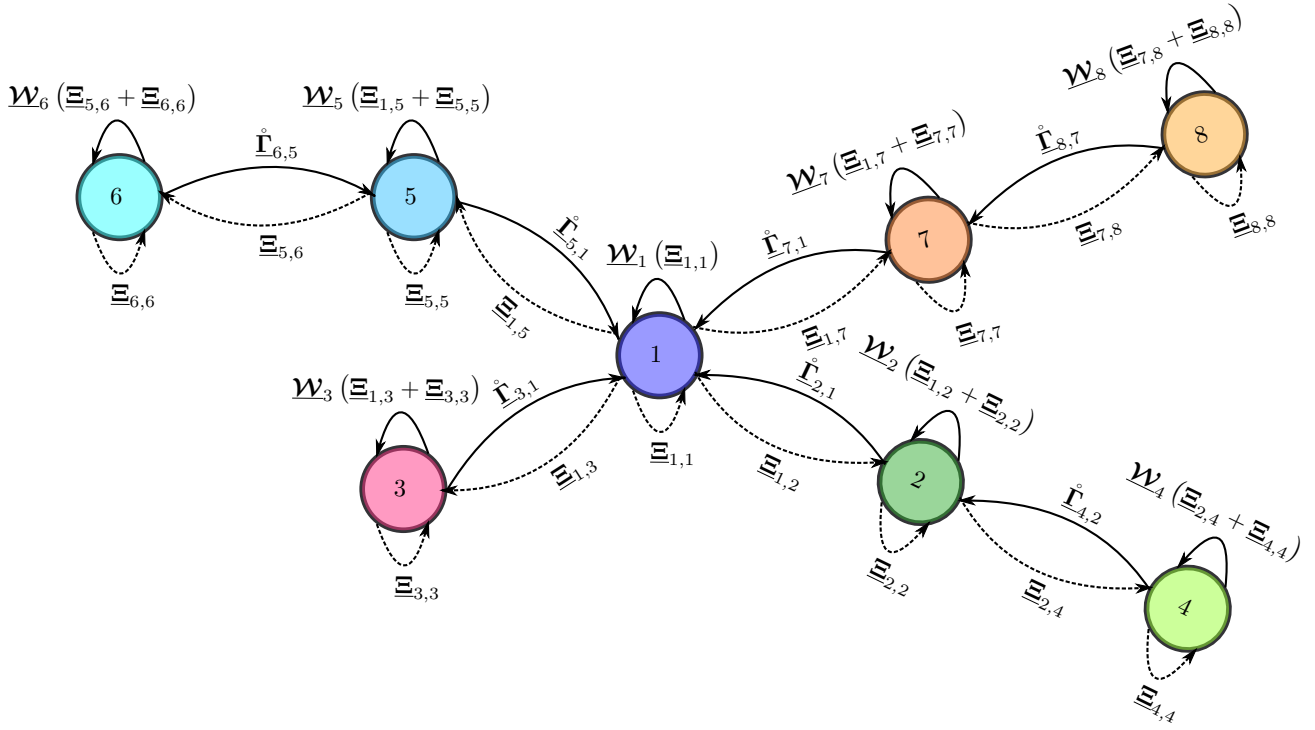 𝓦₈ (Ξ₇,₈ + Ξ₈,₈)
𝓦₆ (Ξ₅,₆ + Ξ₆,₆)
𝓦₅ (Ξ₁,₅ + Ξ₅,₅)
𝓦₇ (Ξ₁,₇ + Ξ₇,₇)
Γ̊₆,₅
Γ̊₈,₇
8
6
5
7
Ξ₅,₆
Ξ₇,₈
Ξ₈,₈
Γ̊₅,₁
Γ̊₇,₁
𝓦₁ (Ξ₁,₁)
Ξ₆,₆
Ξ₅,₅
Ξ₁,₅
Ξ₁,₇
Ξ₇,₇
1
𝓦₂ (Ξ₁,₂ + Ξ₂,₂)
𝓦₃ (Ξ₁,₃ + Ξ₃,₃)
Γ̊₃,₁
Γ̊₂,₁
Ξ₁,₁
Ξ₁,₃
Ξ₁,₂
3
2
𝓦₄ (Ξ₂,₄ + Ξ₄,₄)
Γ̊₄,₂
Ξ₃,₃
Ξ₂,₂
Ξ₂,₄
4
Ξ₄,₄